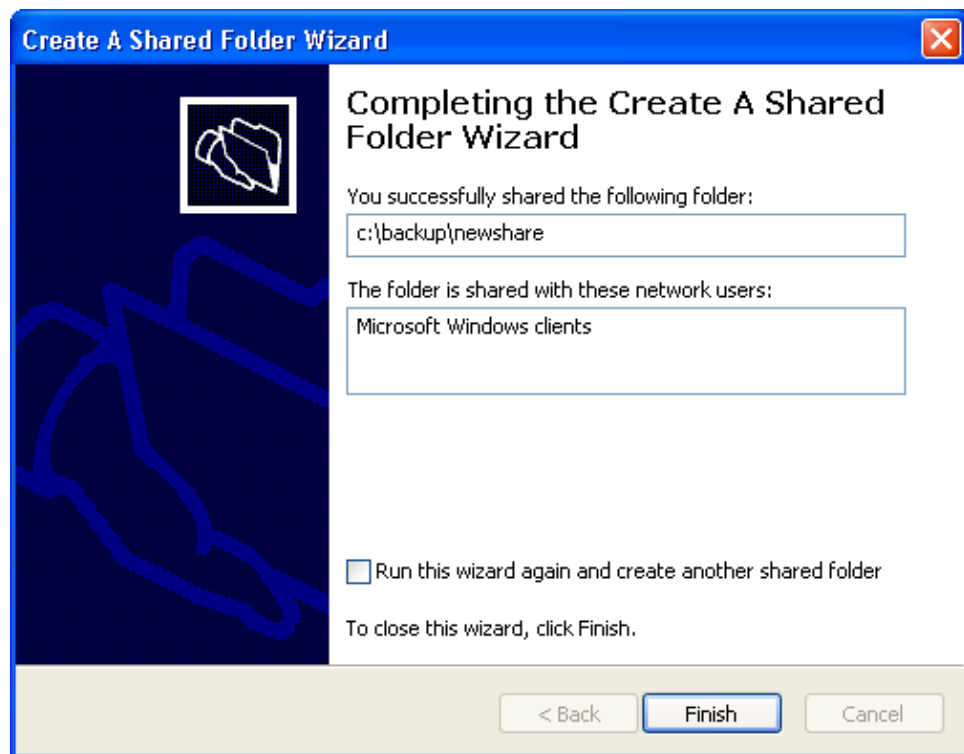 Create A Shared Folder Wizard
Completing the Create A Shared
Folder Wizard
You successfully shared the following folder:
c:\backup\newshare
The folder is shared with these network users:
Microsoft Windows clients
Run this wizard again and create another shared folder
To close this wizard, click Finish.
< Back
Finish
Cancel